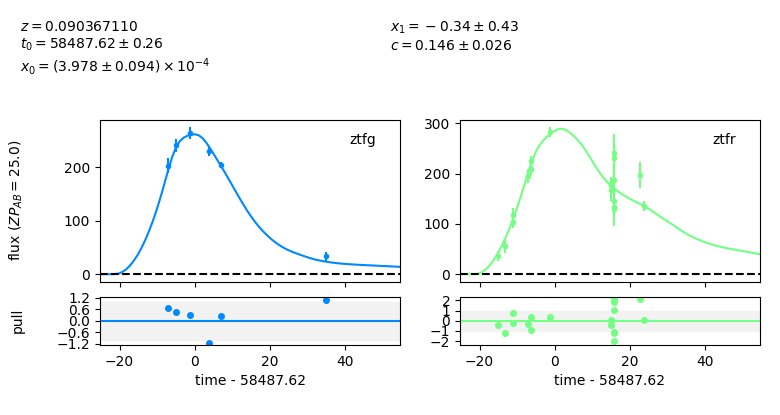 z = 0.090367110
t₀ = 58487.62 ± 0.26
x₀ = (3.978 ± 0.094) × 10⁻⁴
x₁ = −0.34 ± 0.43
c = 0.146 ± 0.026
flux (ZP_AB = 25.0)
200
100
0
ztfg
300
200
100
0
ztfr
pull
1.2
0.6
0.0
−0.6
−1.2
2
1
0
−1
−2
−20 0 20 40
time - 58487.62
−20 0 20 40
time - 58487.62